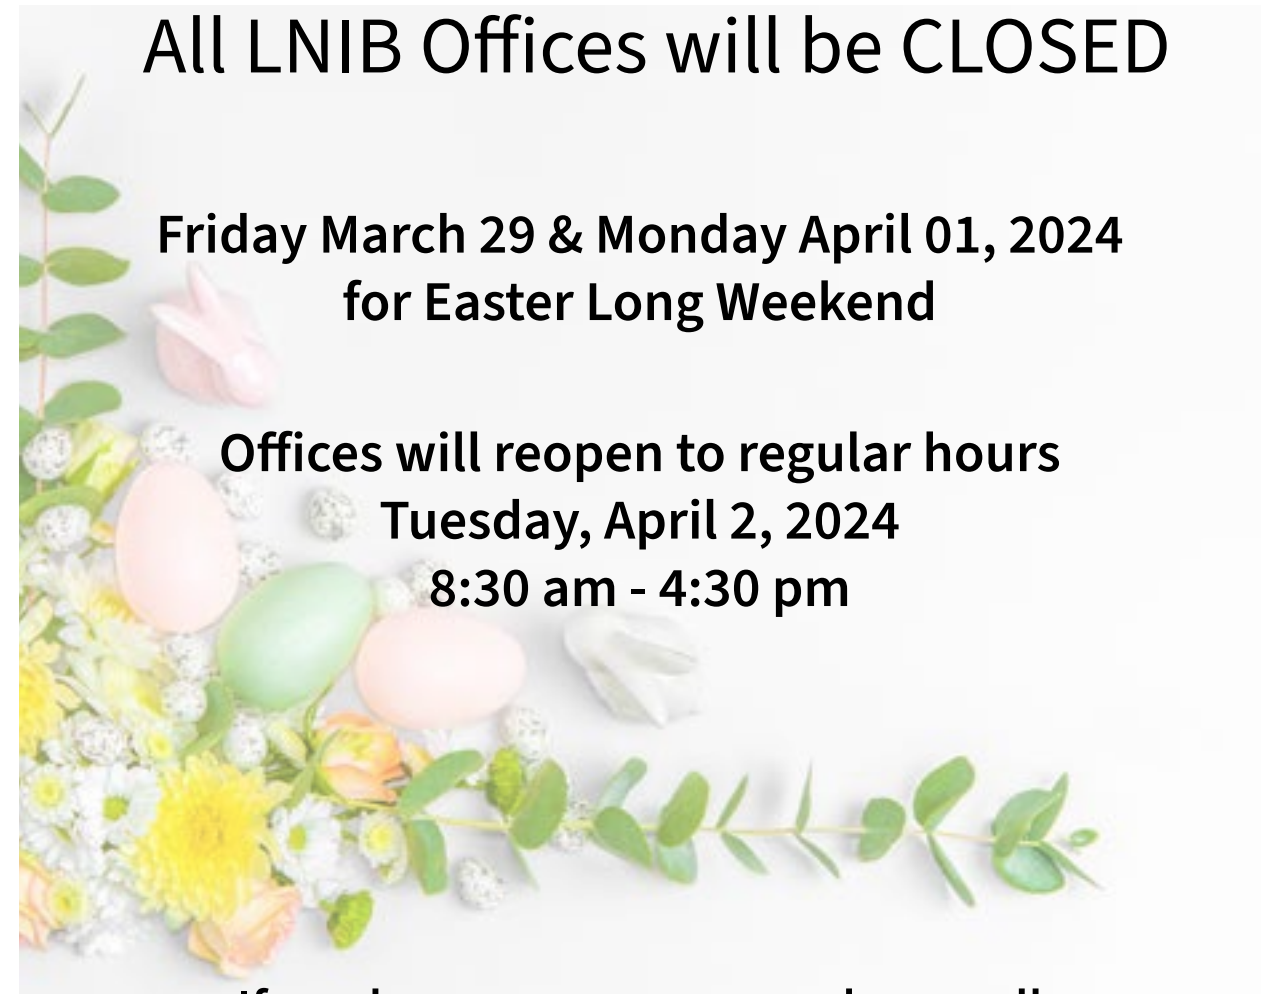 All LNIB Offices will be CLOSED
Friday March 29 & Monday April 01, 2024
for Easter Long Weekend
Offices will reopen to regular hours
Tuesday, April 2, 2024
8:30 am - 4:30 pm